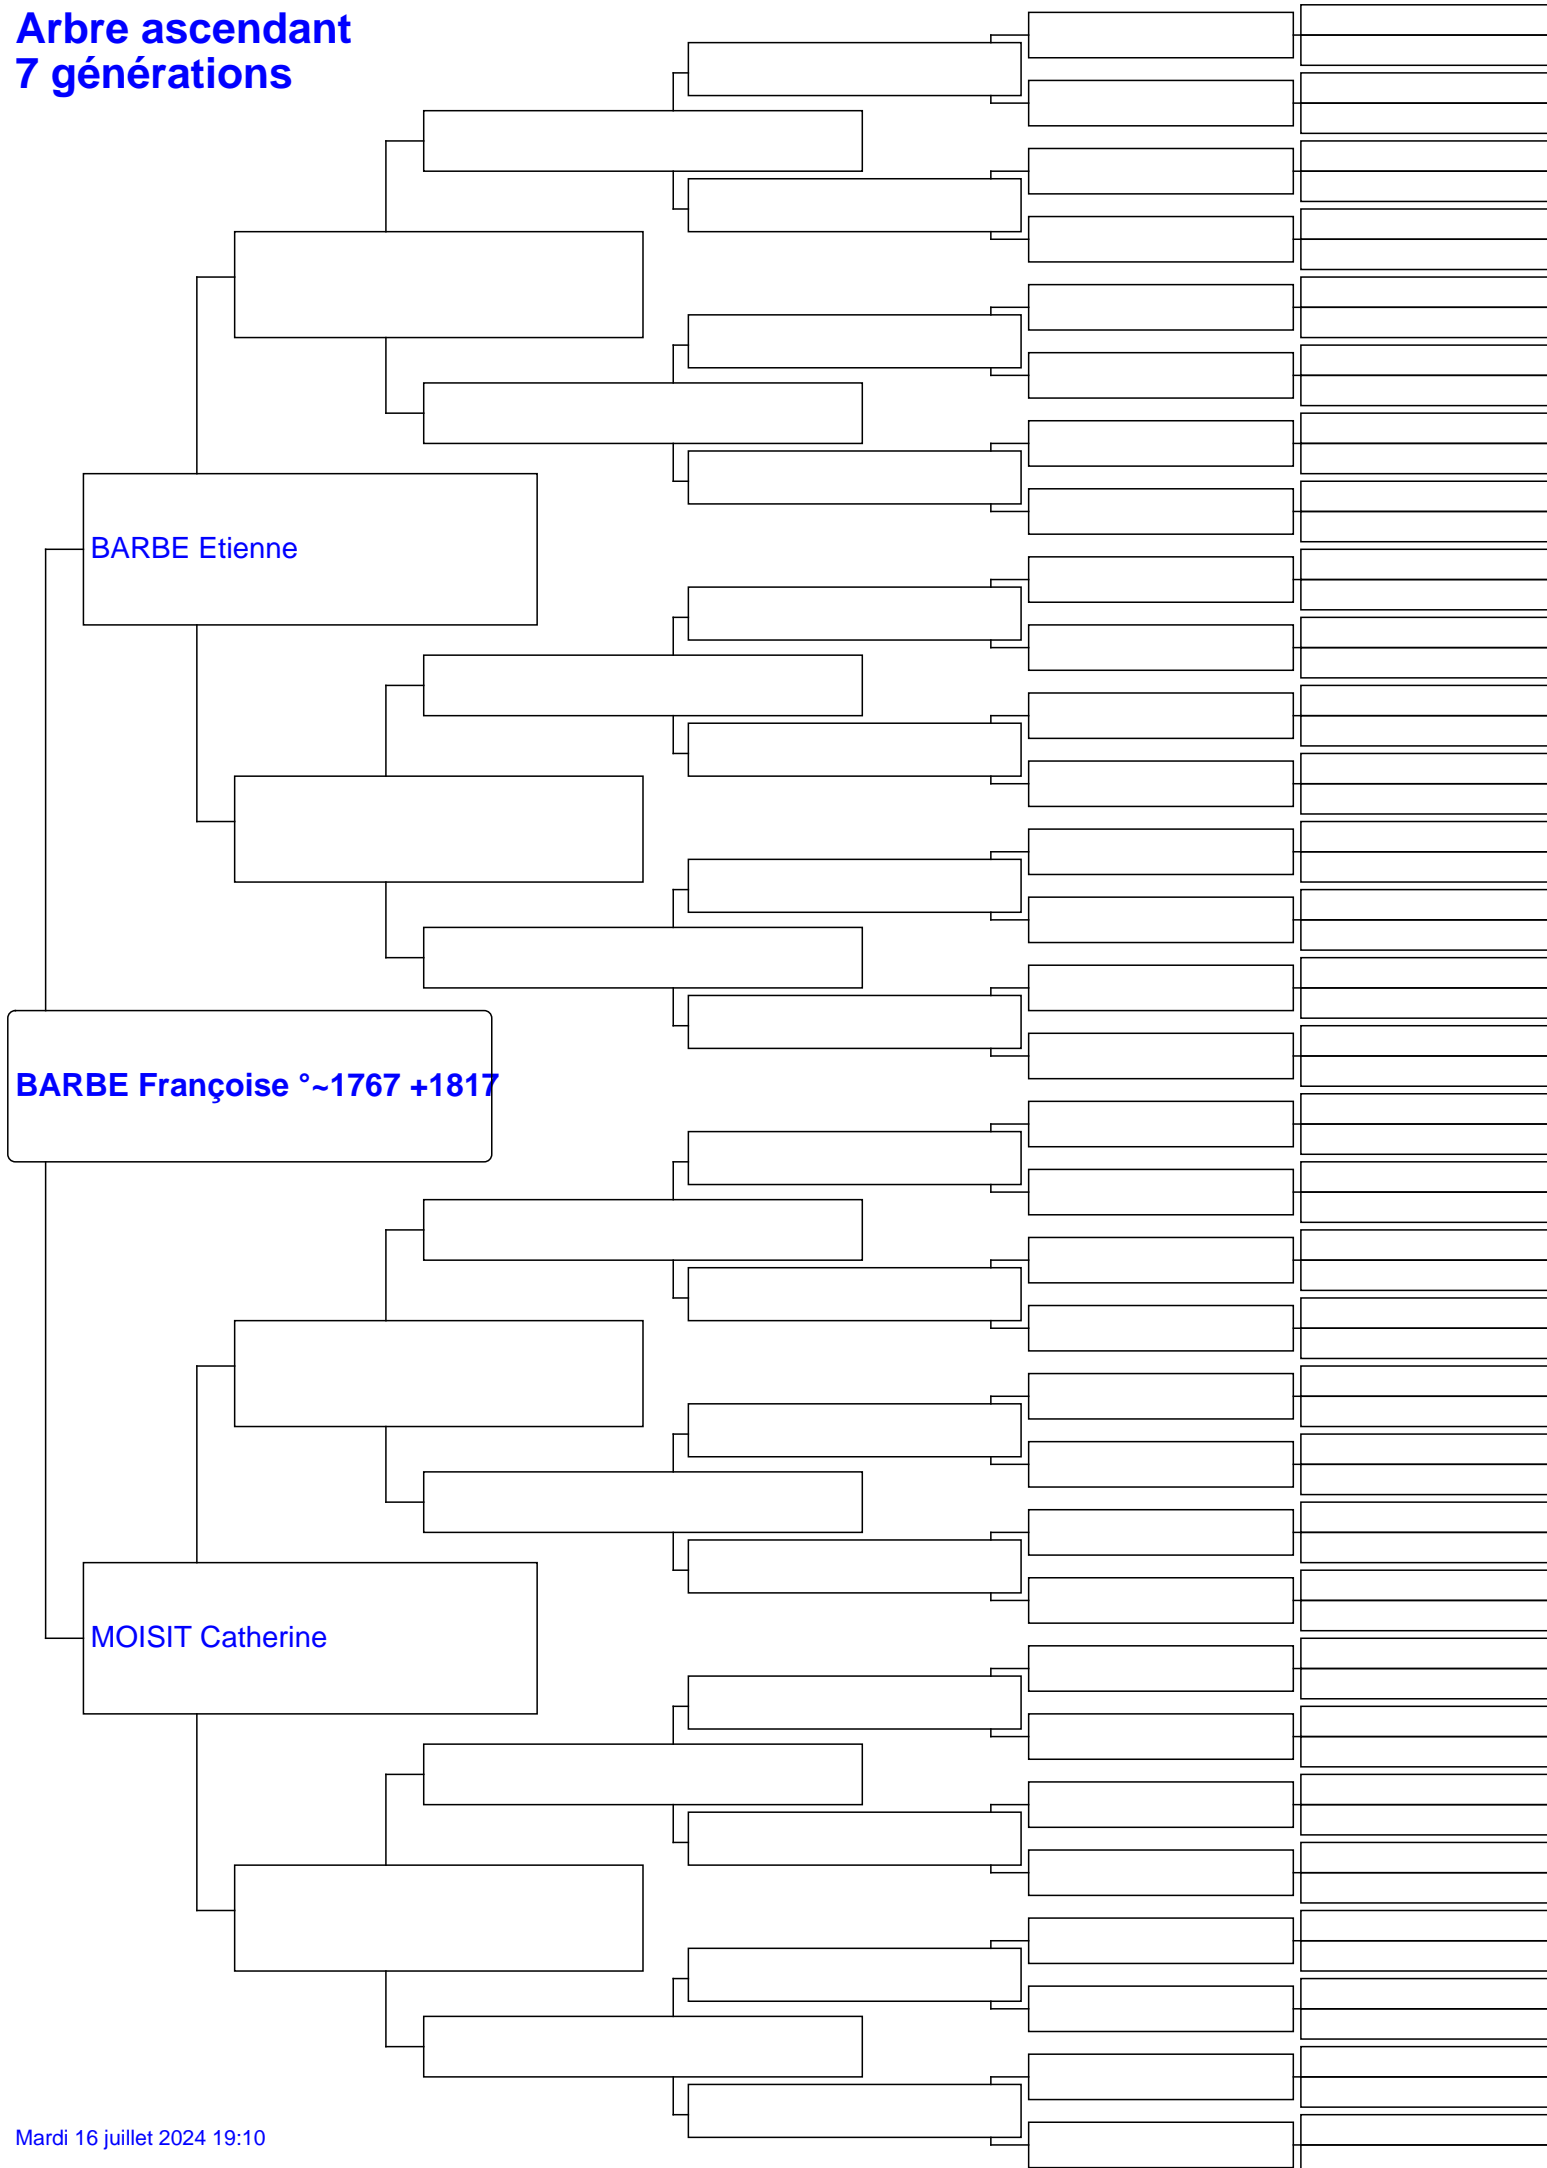 Arbre ascendant
7 générations
BARBE Etienne
BARBE Françoise °~1767 +1817
MOISIT Catherine
Mardi 16 juillet 2024 19:10